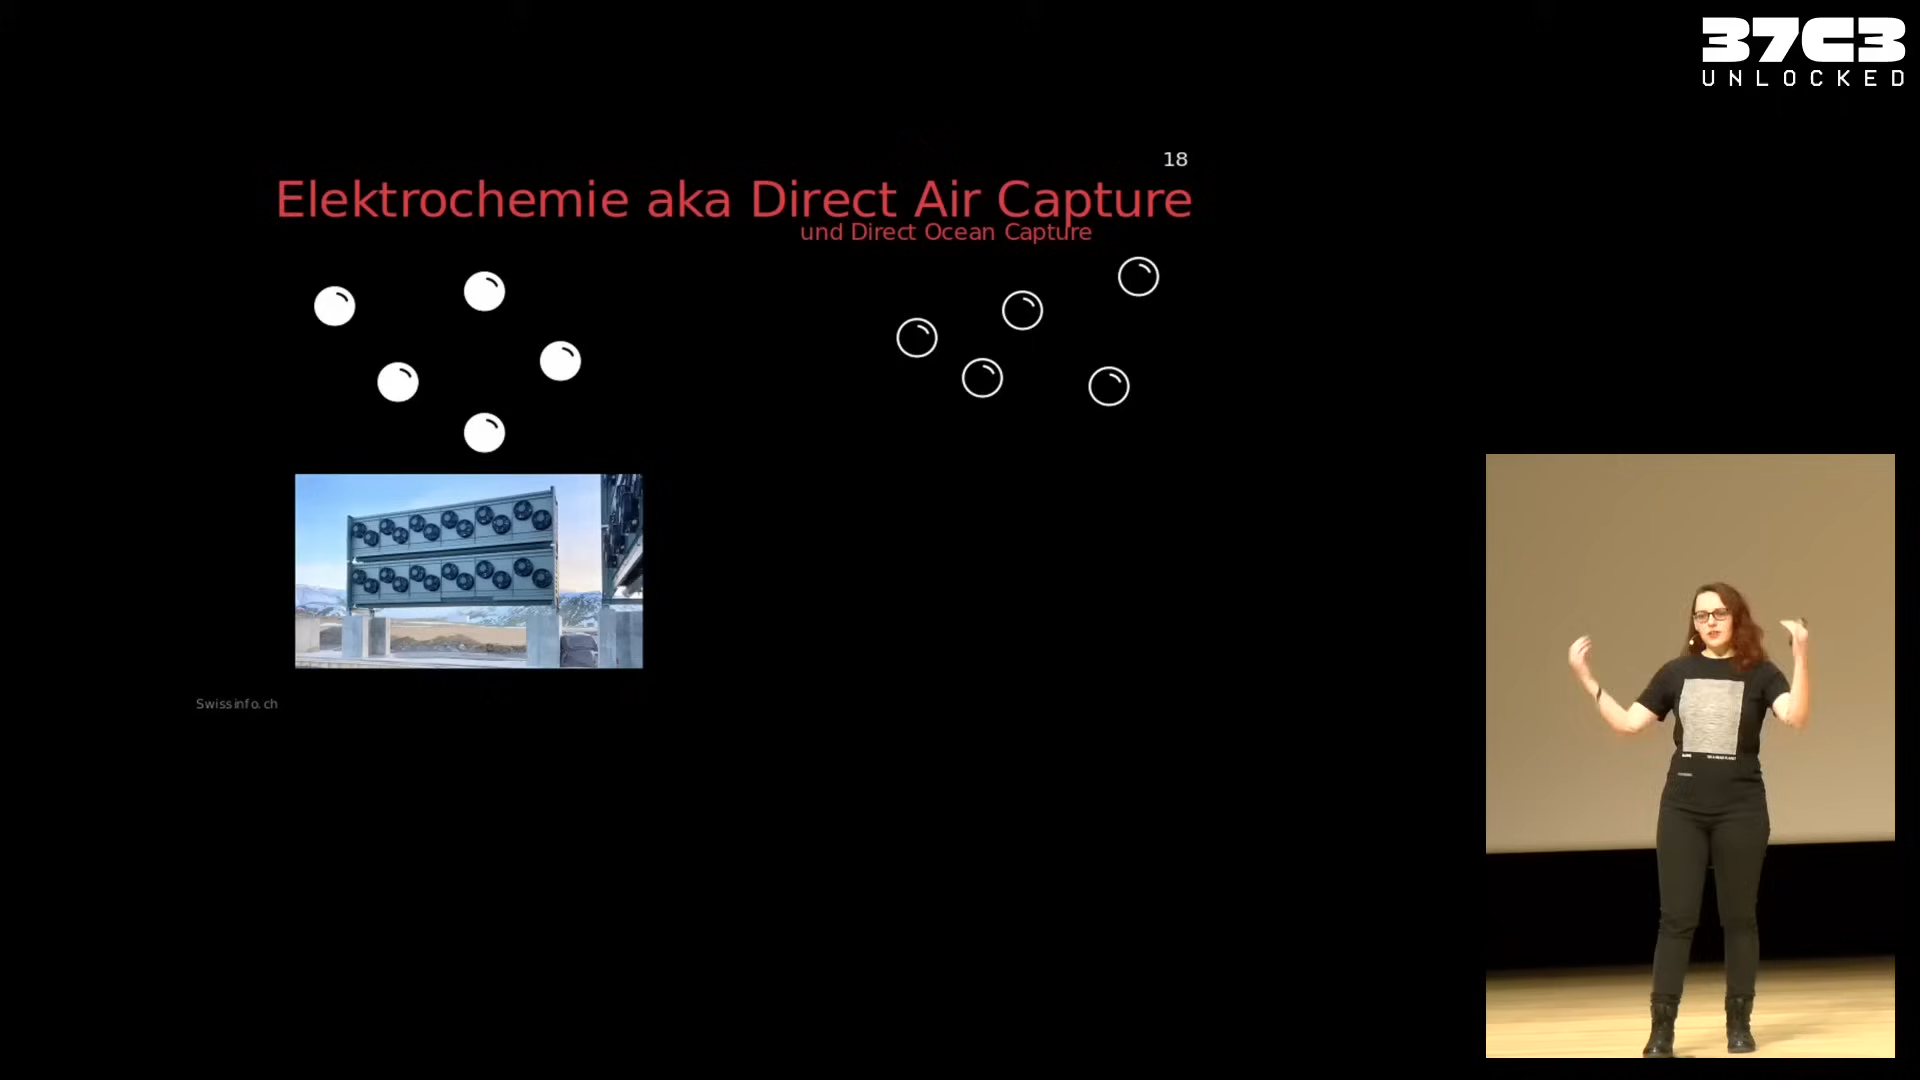 37C3
UNLOCKED
18
Elektrochemie aka Direct Air Capture
und Direct Ocean Capture
Swissinfo.ch